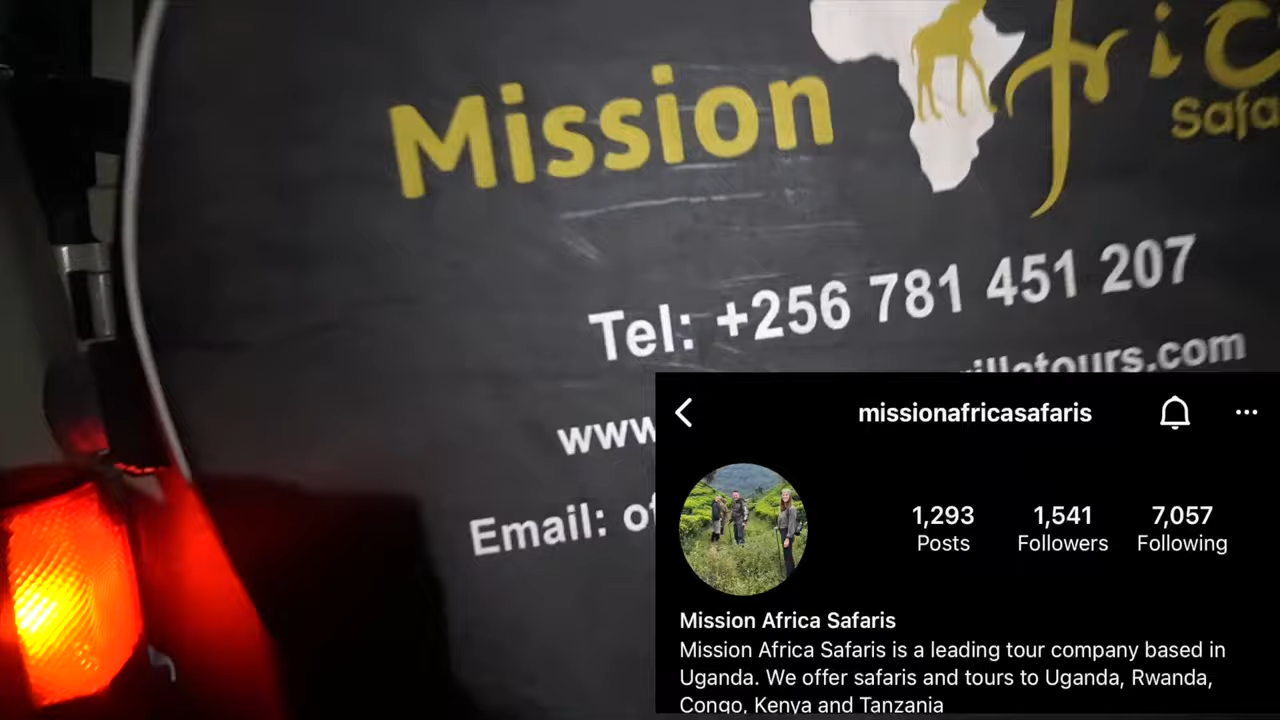 Mission Afric
Safa
Tel: +256 781 451 207
www
Email: of
missionafricasafaris
1,293 1,541 7,057
Posts Followers Following
Mission Africa Safaris
Mission Africa Safaris is a leading tour company based in
Uganda. We offer safaris and tours to Uganda, Rwanda,
Congo, Kenya and Tanzania